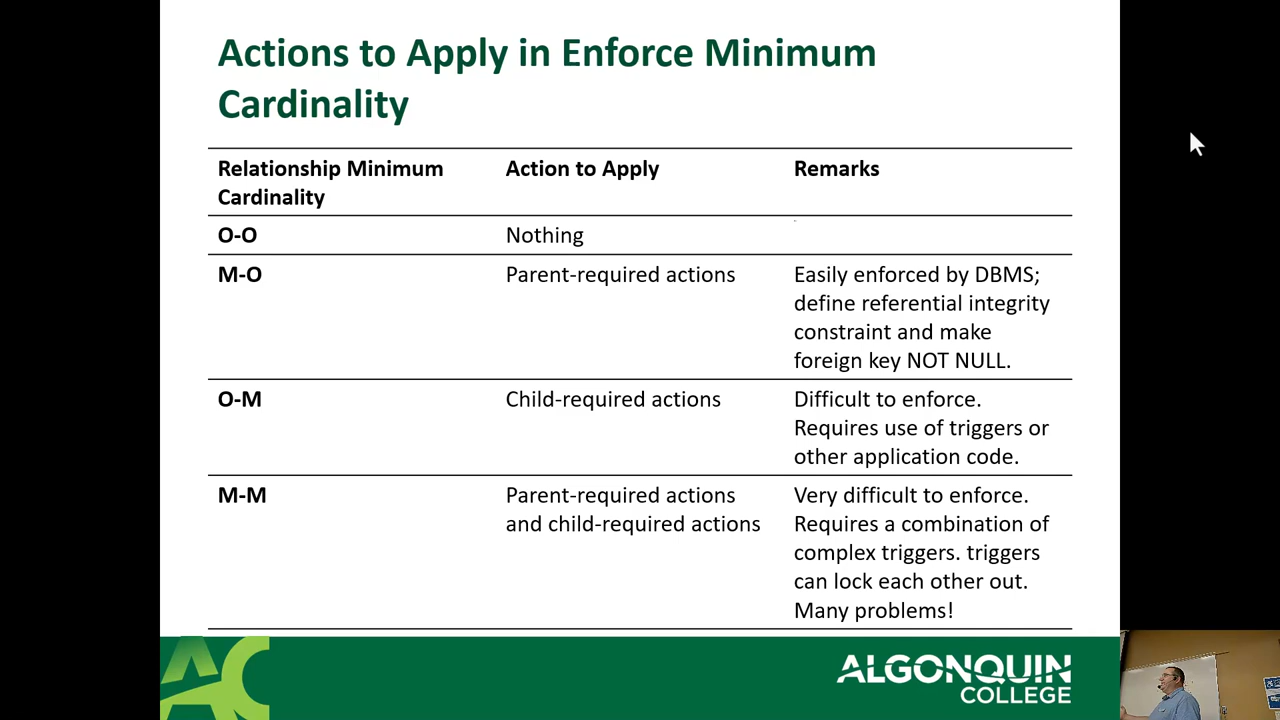 Actions to Apply in Enforce Minimum
Cardinality
Relationship Minimum
Cardinality
Action to Apply
Remarks
O-O
Nothing
M-O
Parent-required actions
Easily enforced by DBMS;
define referential integrity
constraint and make
foreign key NOT NULL.
O-M
Child-required actions
Difficult to enforce.
Requires use of triggers or
other application code.
M-M
Parent-required actions
and child-required actions
Very difficult to enforce.
Requires a combination of
complex triggers. triggers
can lock each other out.
Many problems!
AC
ALGONQUIN
COLLEGE